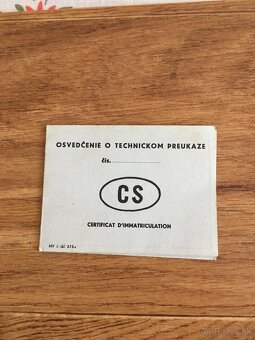 OSVEDČENIE O TECHNICKOM PREUKAZE
čís.
CS
CERTIFICAT D'IMMATRICULATION